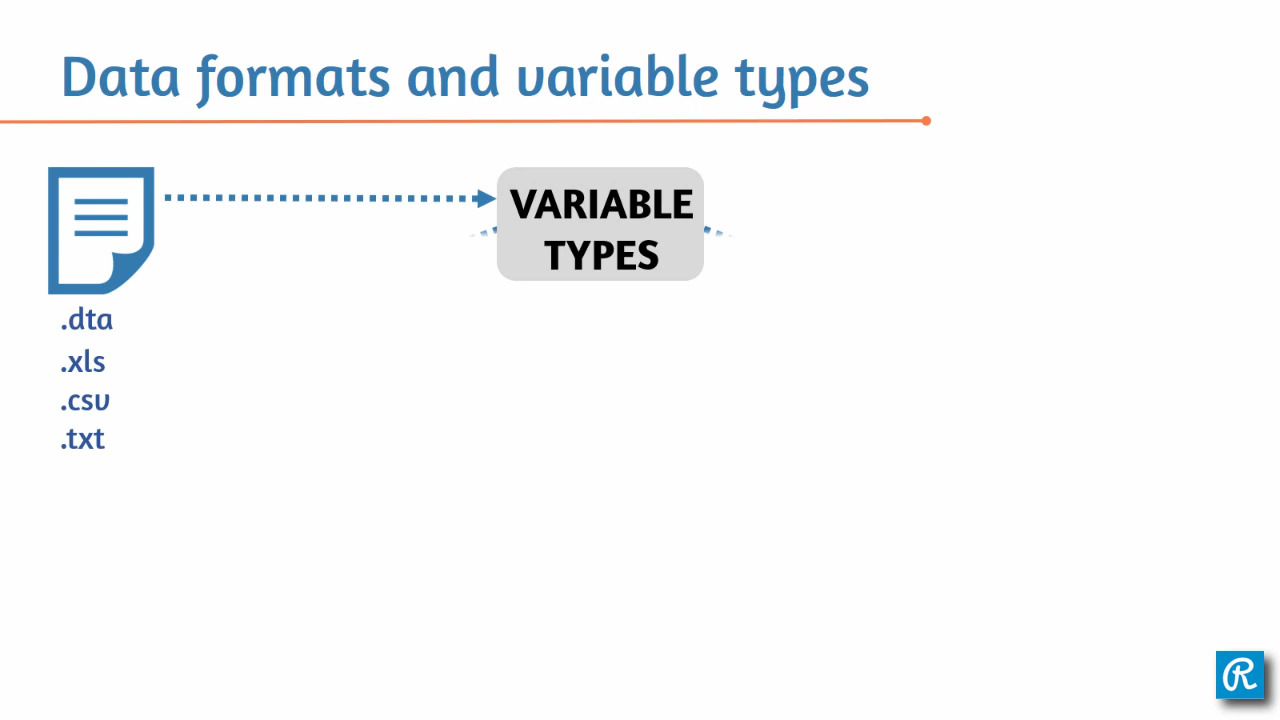 Data formats and variable types
VARIABLE
TYPES
.dta
.xls
.csv
.txt
R